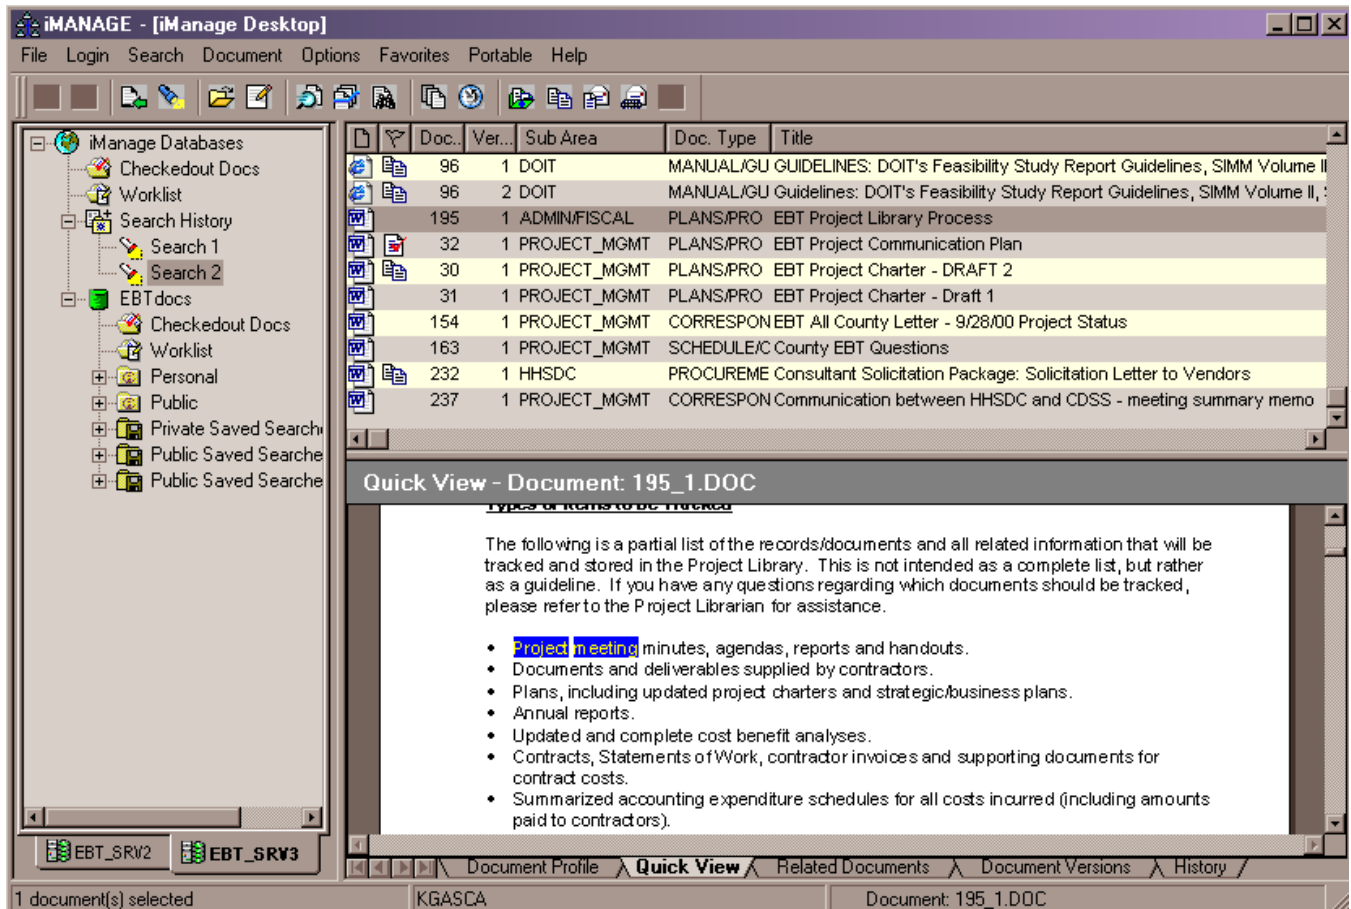 iMANAGE - [iManage Desktop]
File Login Search Document Options Favorites Portable Help
iManage Databases
Checkedout Docs
Worklist
Search History
Search 1
Search 2
EBTdocs
Checkedout Docs
Worklist
Personal
Public
Private Saved Searche
Public Saved Searche
Public Saved Searche
EBT_SRV2 EBT_SRV3
Doc.. Ver... Sub Area Doc. Type Title
96 1 DOIT MANUAL/GU GUIDELINES: DOIT's Feasibility Study Report Guidelines, SIMM Volume II
96 2 DOIT MANUAL/GU Guidelines: DOIT's Feasibility Study Report Guidelines, SIMM Volume II,
195 1 ADMIN/FISCAL PLANS/PRO EBT Project Library Process
32 1 PROJECT_MGMT PLANS/PRO EBT Project Communication Plan
30 1 PROJECT_MGMT PLANS/PRO EBT Project Charter - DRAFT 2
31 1 PROJECT_MGMT PLANS/PRO EBT Project Charter - Draft 1
154 1 PROJECT_MGMT CORRESPON EBT All County Letter - 9/28/00 Project Status
163 1 PROJECT_MGMT SCHEDULE/C County EBT Questions
232 1 HHSDC PROCUREME Consultant Solicitation Package: Solicitation Letter to Vendors
237 1 PROJECT_MGMT CORRESPON Communication between HHSDC and CDSS - meeting summary memo
Quick View - Document: 195_1.DOC
Types of Items to be Tracked
The following is a partial list of the records/documents and all related information that will be
tracked and stored in the Project Library. This is not intended as a complete list, but rather
as a guideline. If you have any questions regarding which documents should be tracked,
please refer to the Project Librarian for assistance.
• Project meeting minutes, agendas, reports and handouts.
• Documents and deliverables supplied by contractors.
• Plans, including updated project charters and strategic/business plans.
• Annual reports.
• Updated and complete cost benefit analyses.
• Contracts, Statements of Work, contractor invoices and supporting documents for
contract costs.
• Summarized accounting expenditure schedules for all costs incurred (including amounts
paid to contractors).
Document Profile Quick View Related Documents Document Versions History
1 document(s) selected KGASCA Document: 195_1.DOC